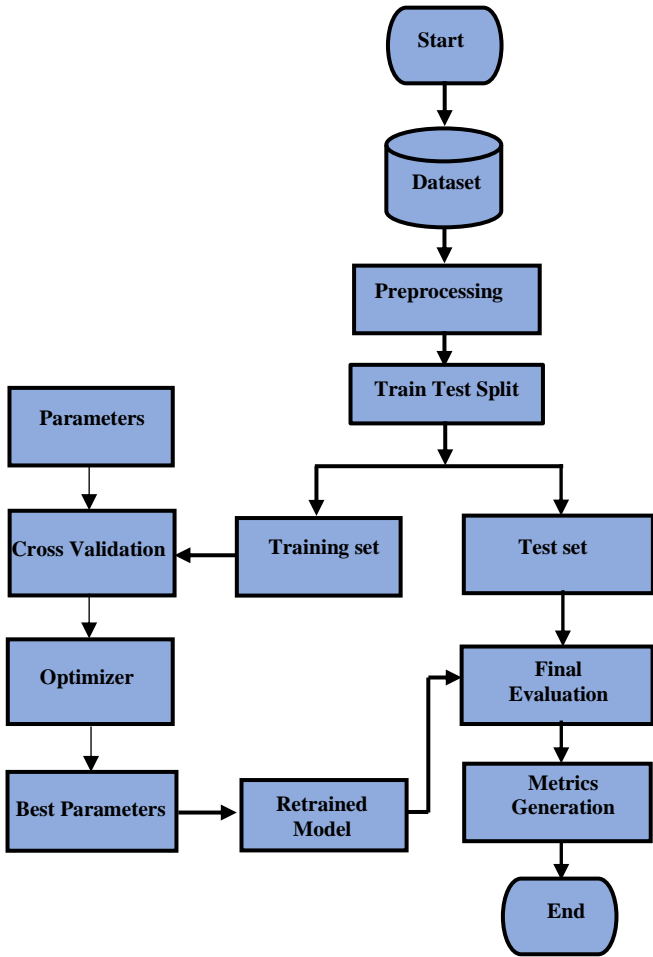 Start
Dataset
Preprocessing
Train Test Split
Parameters
Cross Validation
Training set
Test set
Optimizer
Final
Evaluation
Best Parameters
Retrained
Model
Metrics
Generation
End